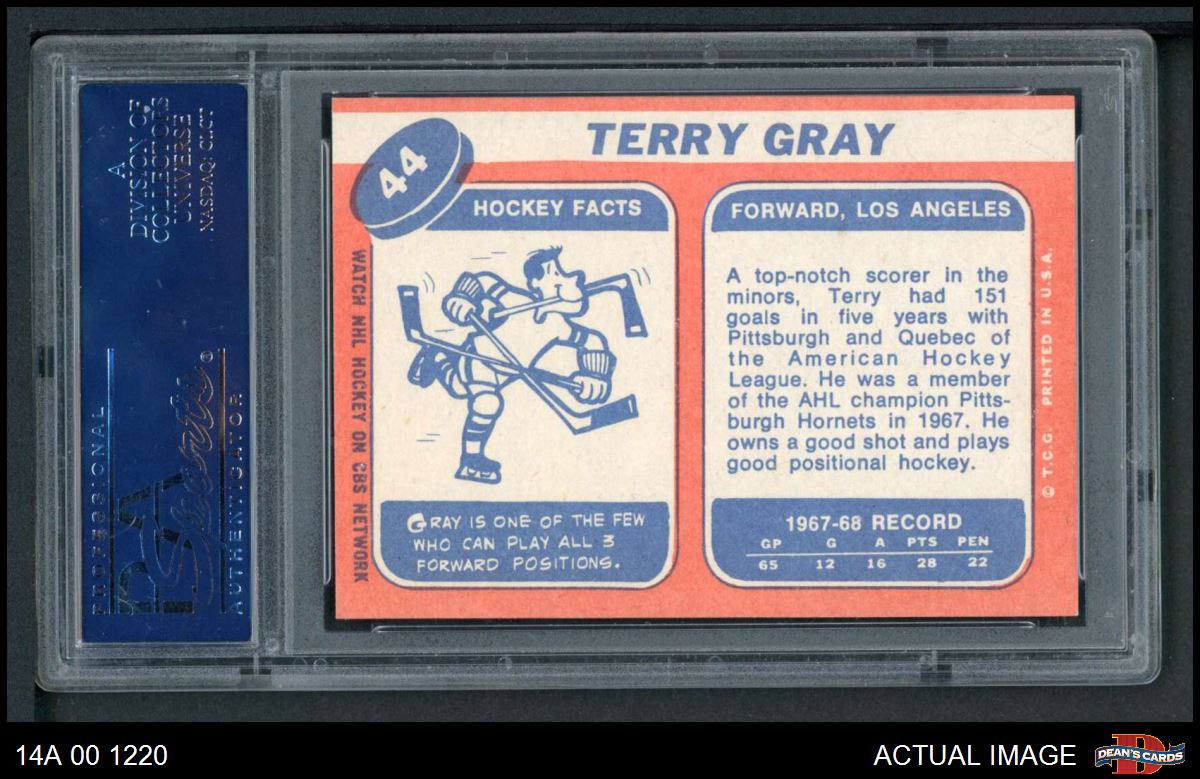 A
DIVISION OF
COLLECTORS
UNIVERSE
NASDAQ: CLCT
PROFESSIONAL
PSA
Sports®
AUTHENTICATOR
TERRY GRAY
44
HOCKEY FACTS
WATCH NHL HOCKEY ON CBS NETWORK
GRAY IS ONE OF THE FEW
WHO CAN PLAY ALL 3
FORWARD POSITIONS.
FORWARD, LOS ANGELES
A top-notch scorer in the
minors, Terry had 151
goals in five years with
Pittsburgh and Quebec of
the American Hockey
League. He was a member
of the AHL champion Pitts-
burgh Hornets in 1967. He
owns a good shot and plays
good positional hockey.
1967-68 RECORD
GP G A PTS PEN
65 12 16 28 22
© T.C.G. PRINTED IN U.S.A.
14A 00 1220
ACTUAL IMAGE
D
DEAN'S CARDS